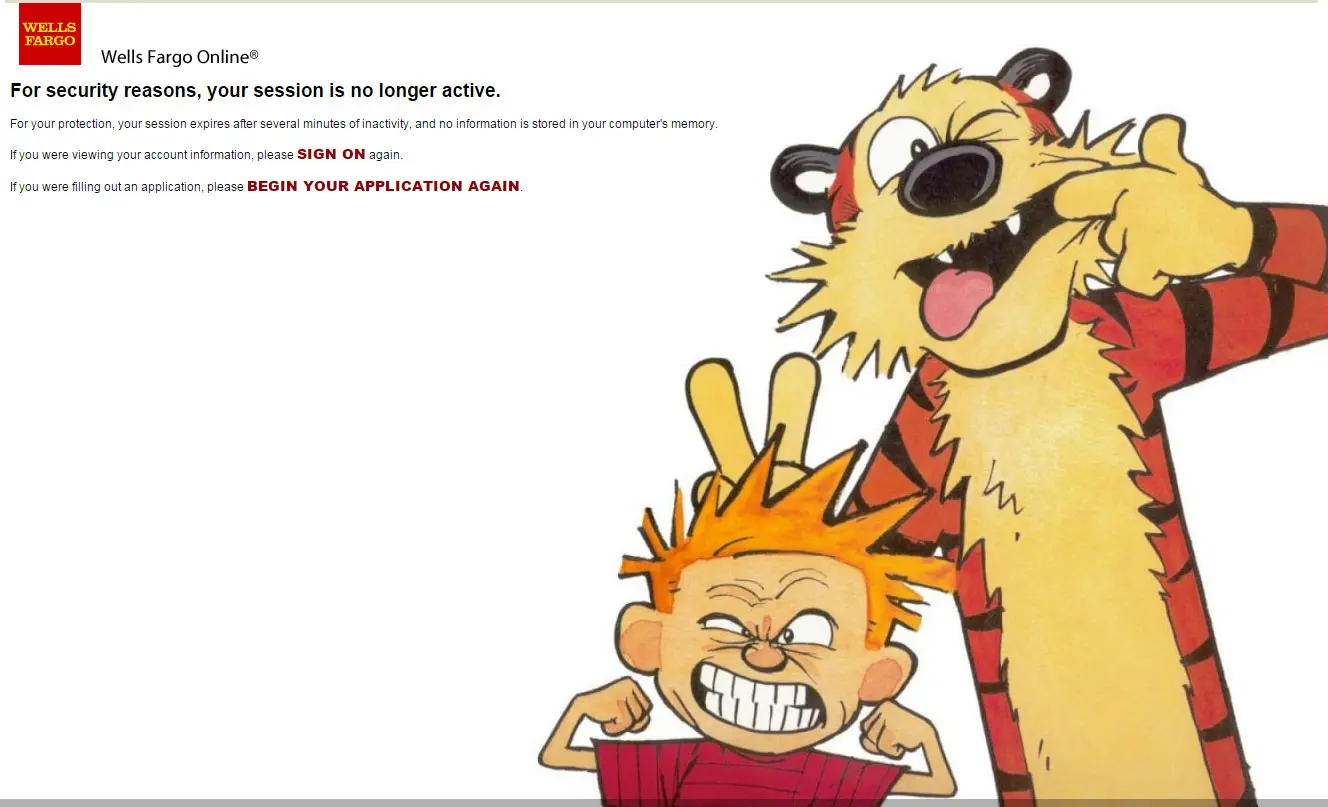 WELLS
FARGO
Wells Fargo Online®
For security reasons, your session is no longer active.
For your protection, your session expires after several minutes of inactivity, and no information is stored in your computer's memory.
If you were viewing your account information, please SIGN ON again.
If you were filling out an application, please BEGIN YOUR APPLICATION AGAIN.